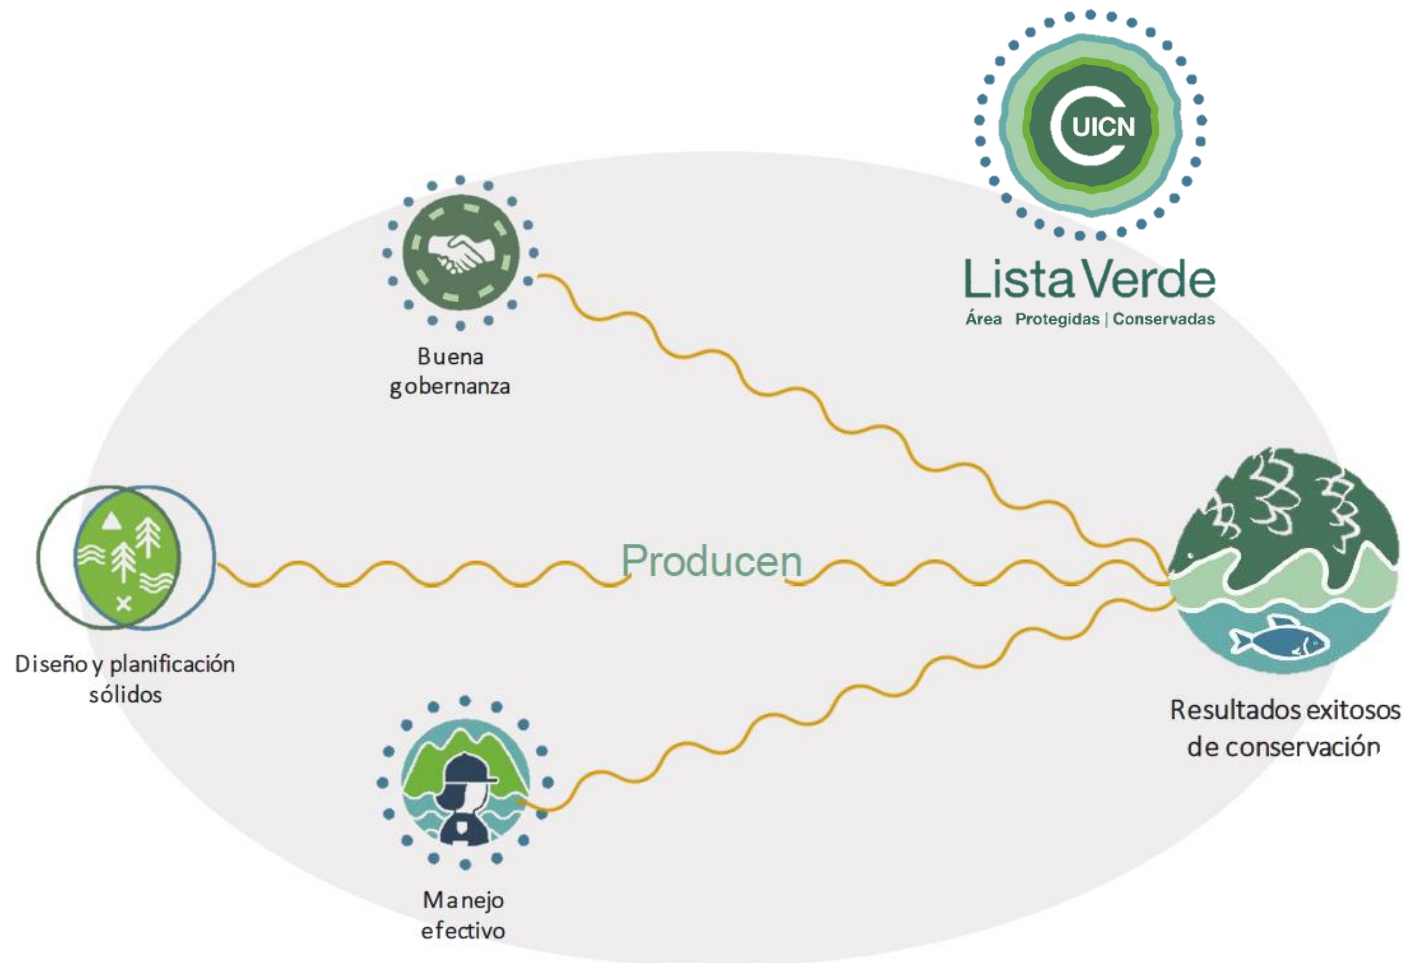 UICN
Lista Verde
Área Protegidas | Conservadas
Buena
gobernanza
Producen
Diseño y planificación
sólidos
Resultados exitosos
de conservación
Manejo
efectivo